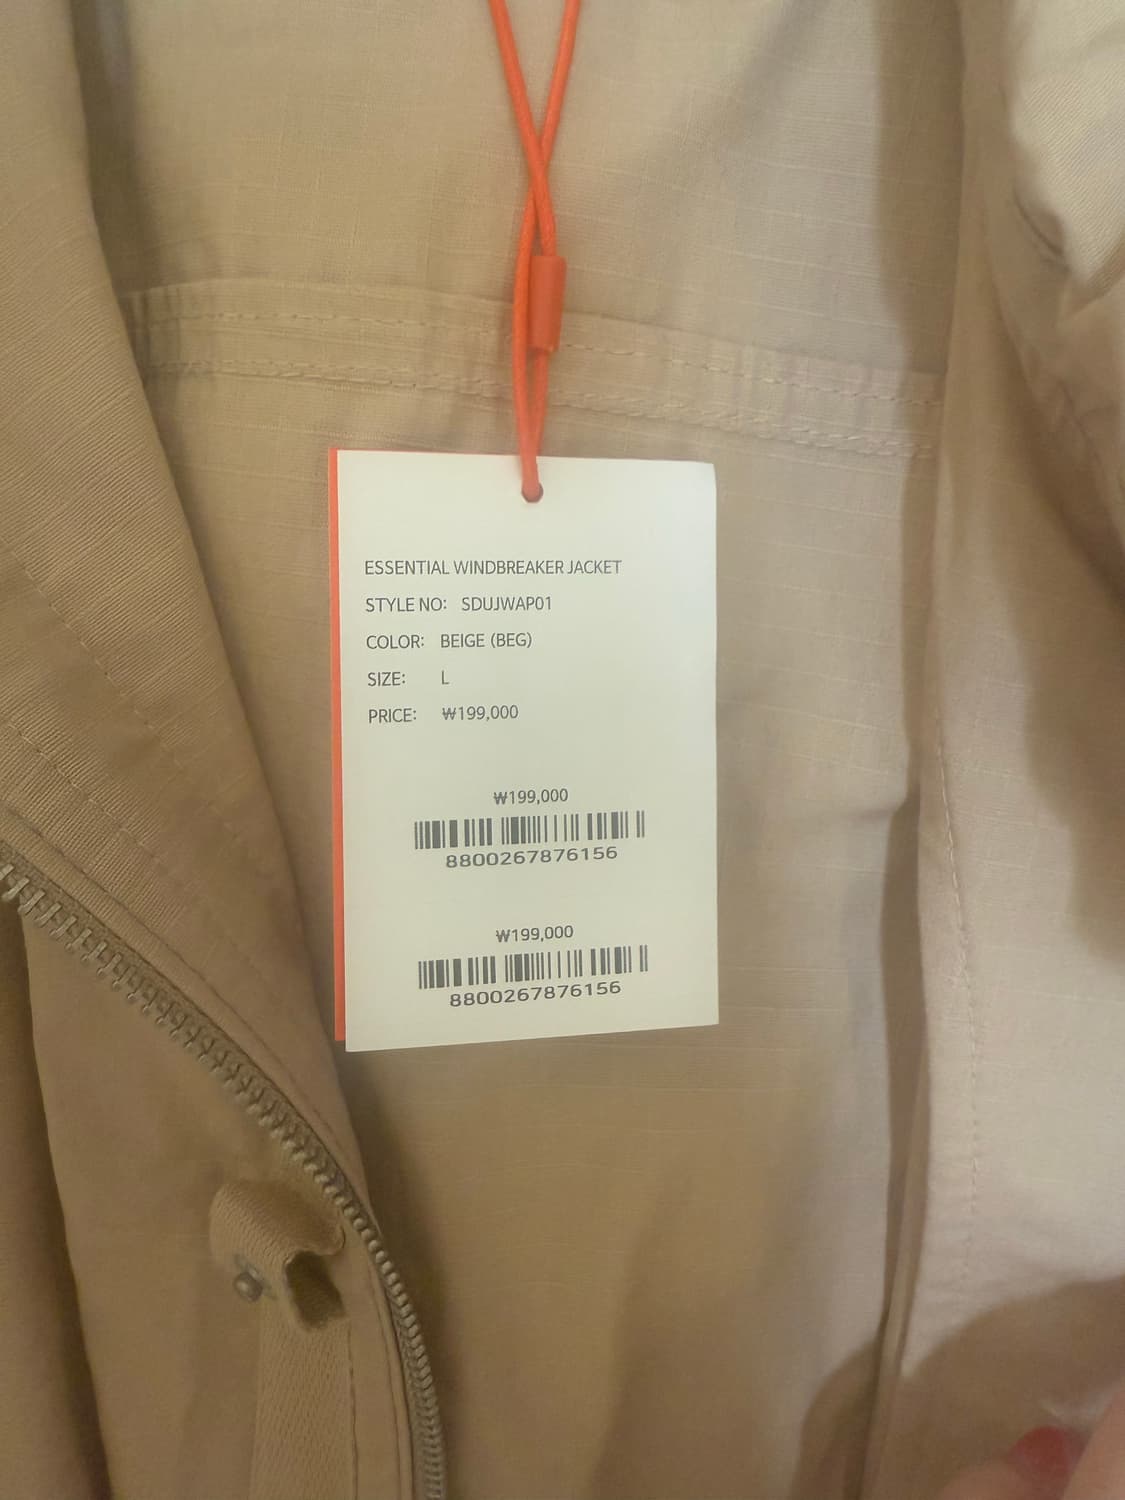 ESSENTIAL WINDBREAKER JACKET
STYLE NO: SDUJWAP01
COLOR: BEIGE (BEG)
SIZE: L
PRICE: ₩199,000
₩199,000
8800267876156
₩199,000
8800267876156